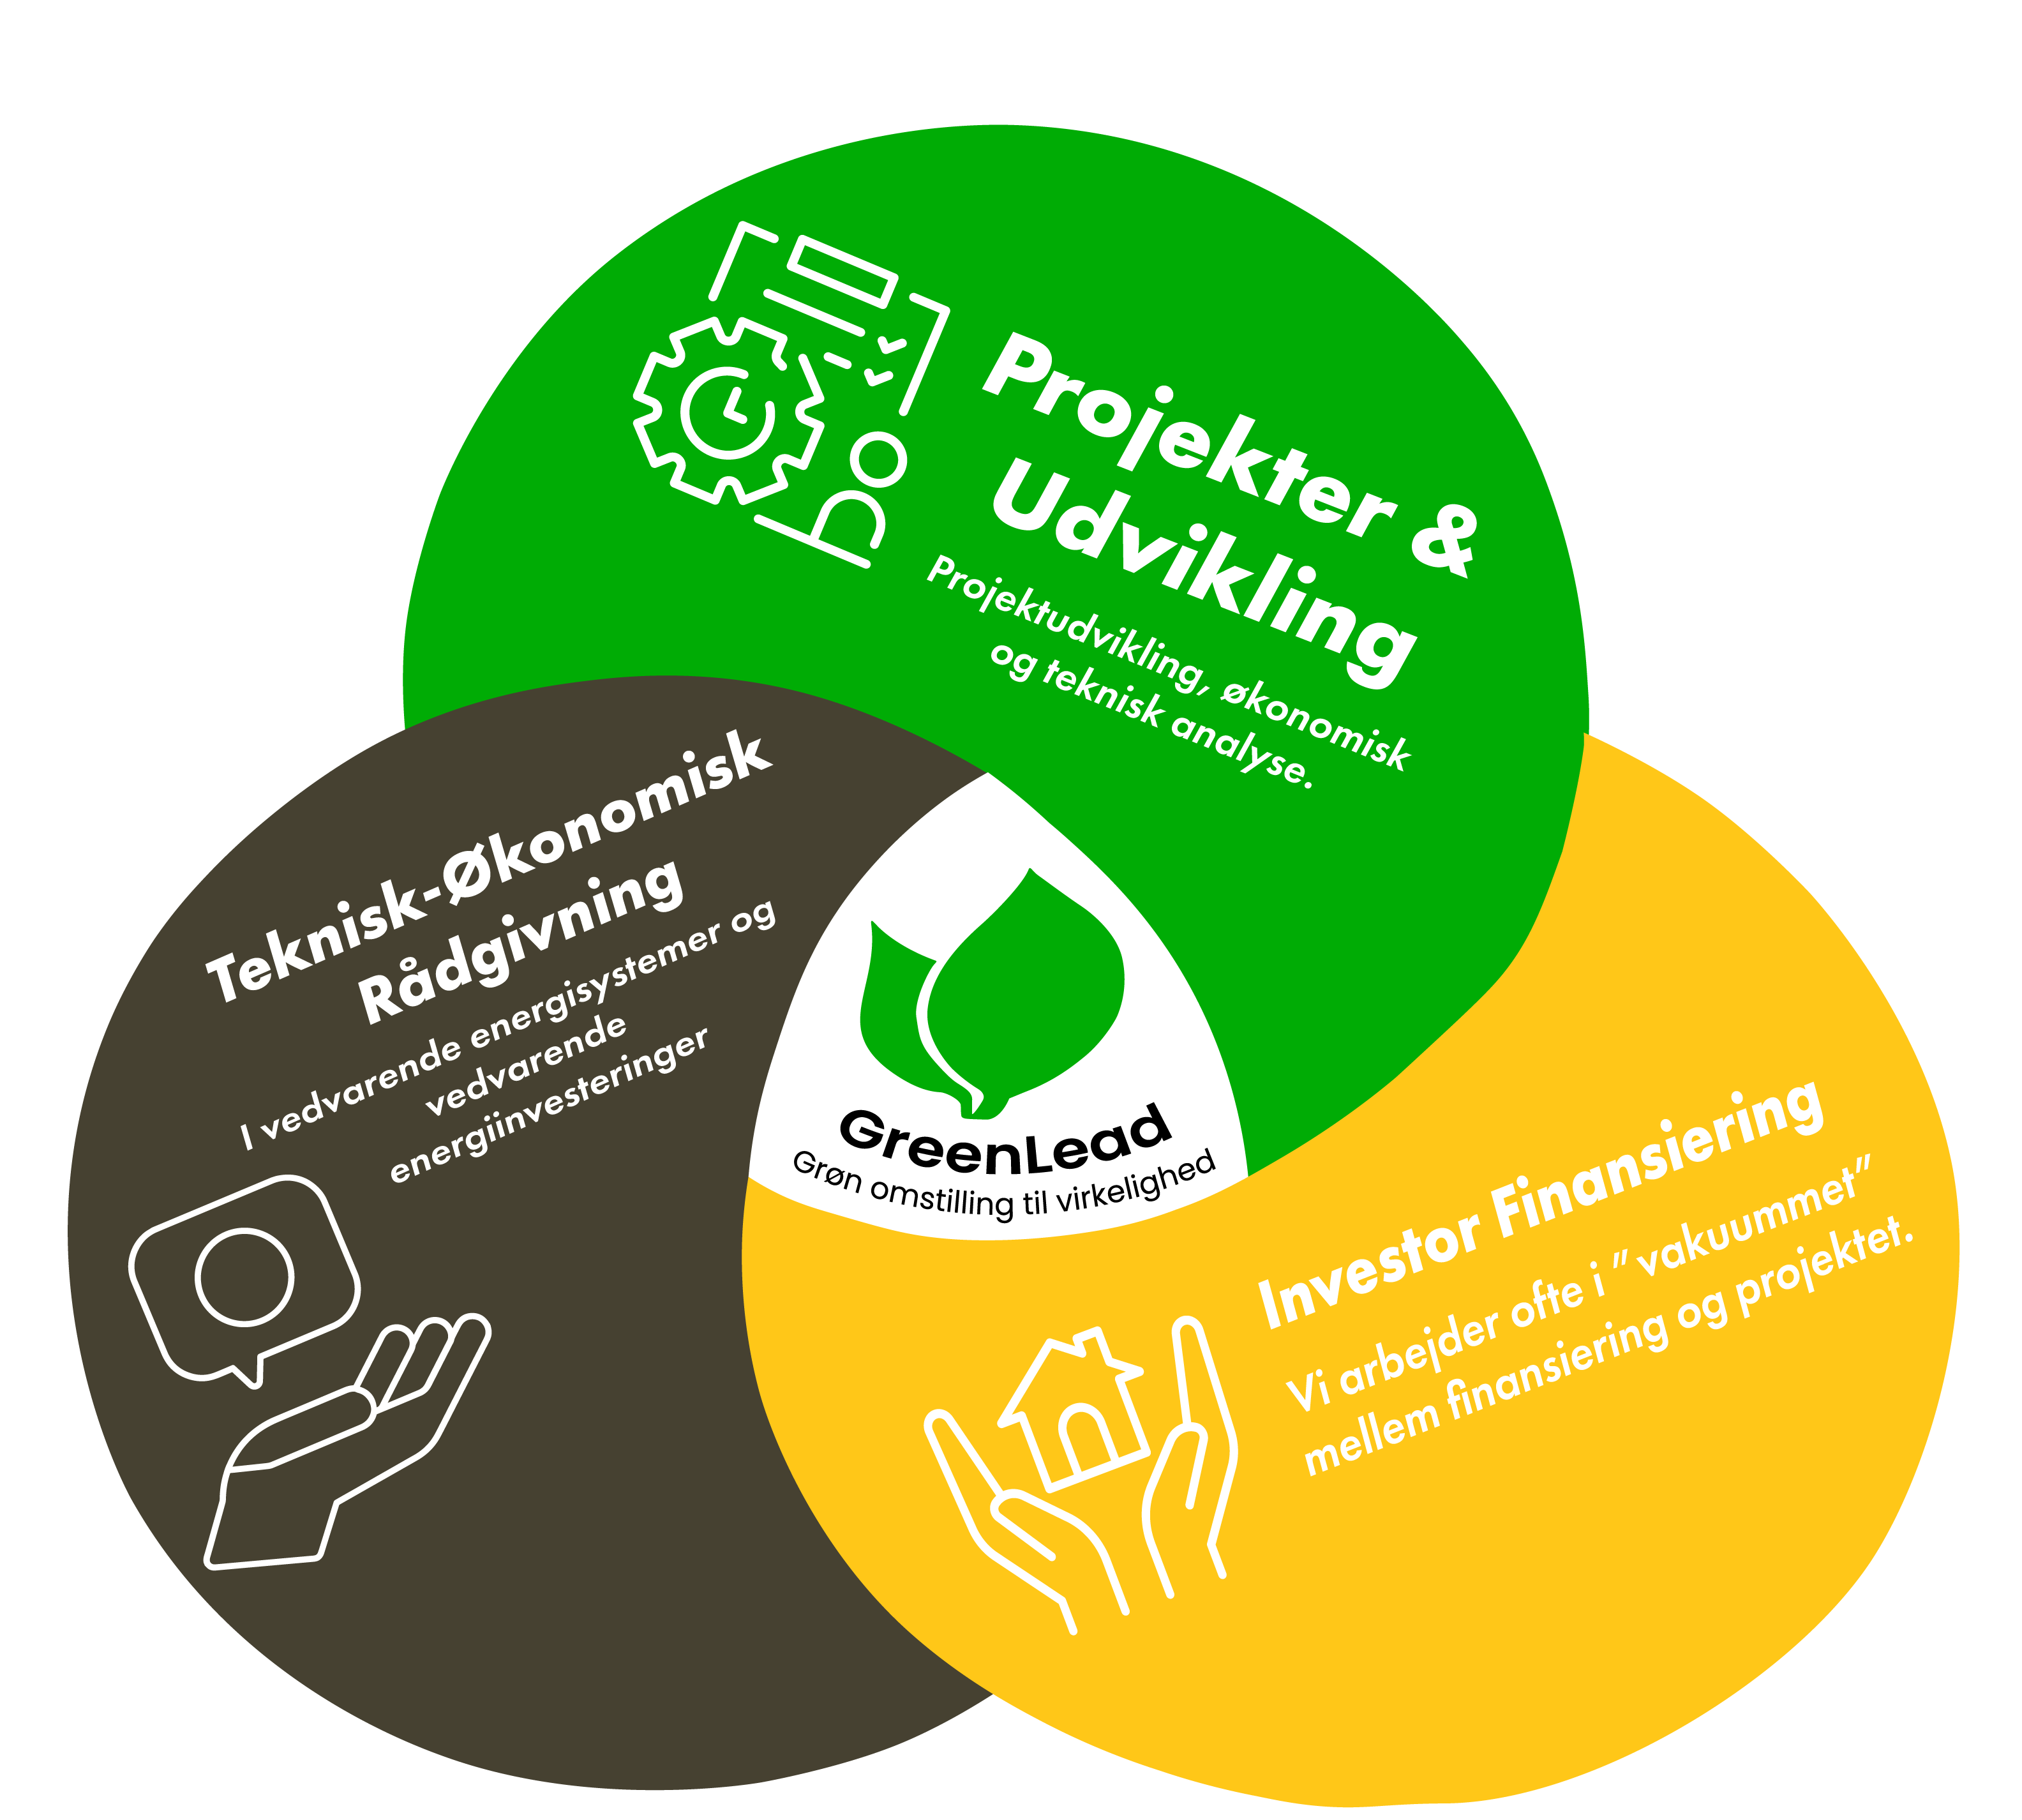 Projekter &
Udvikling
Projektudvikling, økonomisk
og teknisk analyse.
Teknisk-Økonomisk
Rådgivning
I vedvarende energisystemer og
vedvarende
energiinvesteringer
GreenLead
Grøn omstilling til virkelighed
Investor Finansiering
Vi arbejder ofte i " vakuummet"
mellem finansiering og projektet.